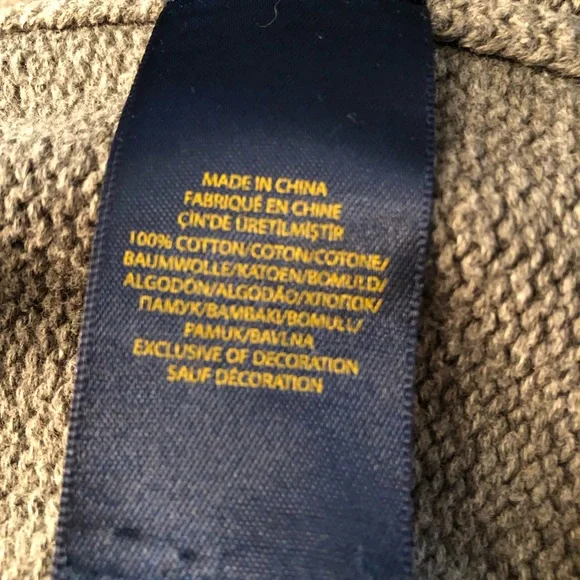 MADE IN CHINA
FABRIQUÉ EN CHINE
ÇİN'DE ÜRETİLMİŞTİR
100% COTTON/COTON/COTONE/
BAUMWOLLE/KATOEN/BOMULD/
ALGODÓN/ALGODÃO/ХЛОПОК/
ПАМУК/BAMBAKI/BOMULL/
PAMUK/BAVLNA
EXCLUSIVE OF DECORATION
SAUF DÉCORATION